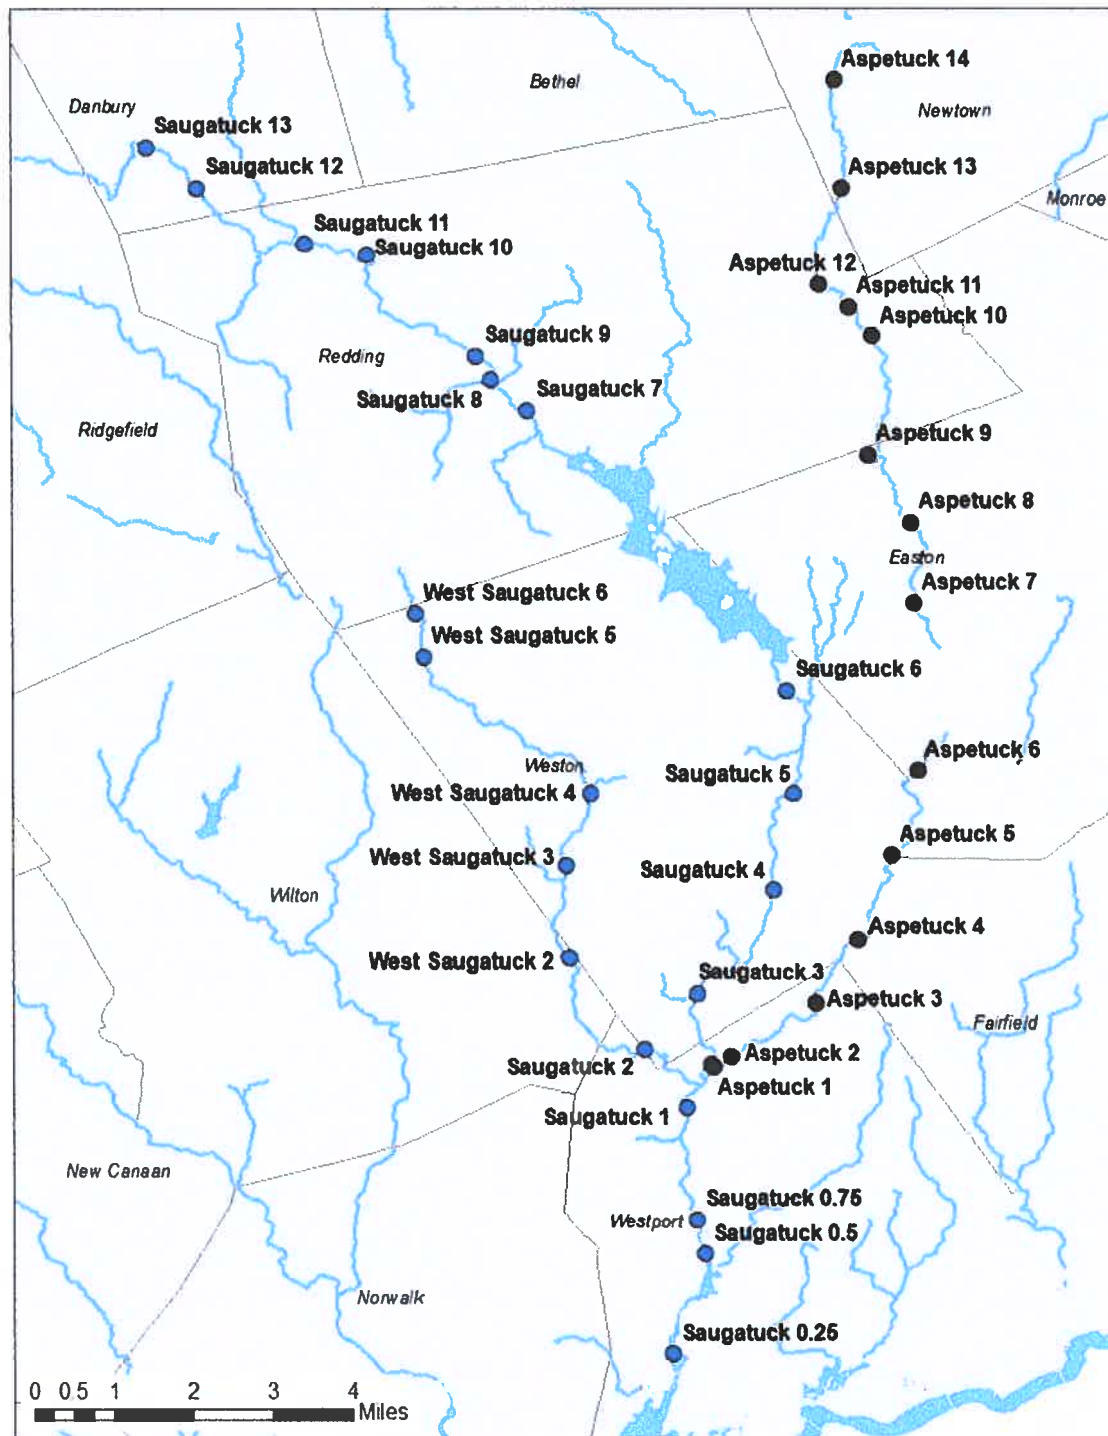 Aspetuck 14
Bethel
Danbury
Newtown
Saugatuck 13
Saugatuck 12
Aspetuck 13
Monroe
Saugatuck 11
Saugatuck 10
Aspetuck 12
Aspetuck 11
Aspetuck 10
Saugatuck 9
Redding
Saugatuck 8
Saugatuck 7
Ridgefield
Aspetuck 9
Aspetuck 8
Easton
Aspetuck 7
West Saugatuck 6
West Saugatuck 5
Saugatuck 6
Aspetuck 6
Weston
Saugatuck 5
West Saugatuck 4
Aspetuck 5
West Saugatuck 3
Saugatuck 4
Wilton
Aspetuck 4
West Saugatuck 2
Saugatuck 3
Aspetuck 3
Fairfield
Saugatuck 2
Aspetuck 2
Aspetuck 1
Saugatuck 1
New Canaan
Saugatuck 0.75
Westport
Saugatuck 0.5
Norwalk
Saugatuck 0.25
0 0.5 1 2 3 4
Miles